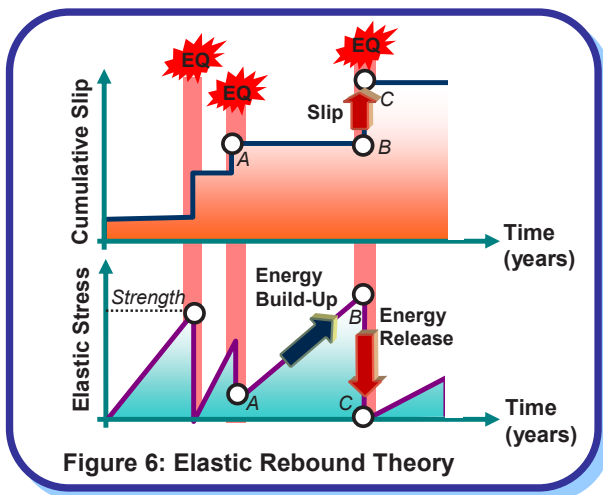 EQ
EQ
EQ
Cumulative Slip
Slip
A
B
C
Time
(years)
Elastic Stress
Strength
Energy
Build-Up
Energy
Release
A
B
C
Time
(years)
Figure 6: Elastic Rebound Theory